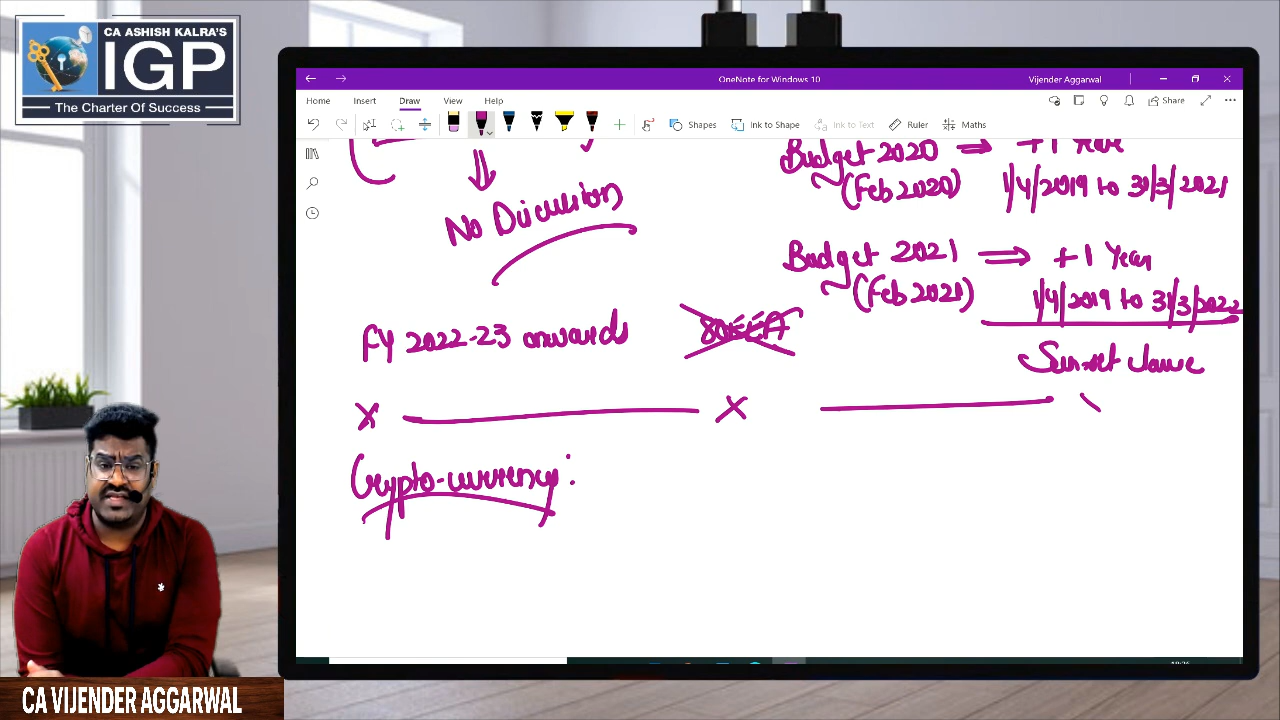 CA ASHISH KALRA'S
IGP
The Charter Of Success
OneNote for Windows 10
Vijender Aggarwal
Home Insert Draw View Help
Share
Shapes Ink to Shape Ink to Text Ruler Maths
Budget 2020 ⇒ +1 Year
(Feb 2020) 1/4/2019 to 31/3/2021
No Discussion
Budget 2021 ⇒ +1 Year
(Feb 2021) 1/4/2019 to 31/3/2022
FY 2022-23 onwards 80EEA
Sunset clause
x x
Crypto-currency:
CA VIJENDER AGGARWAL